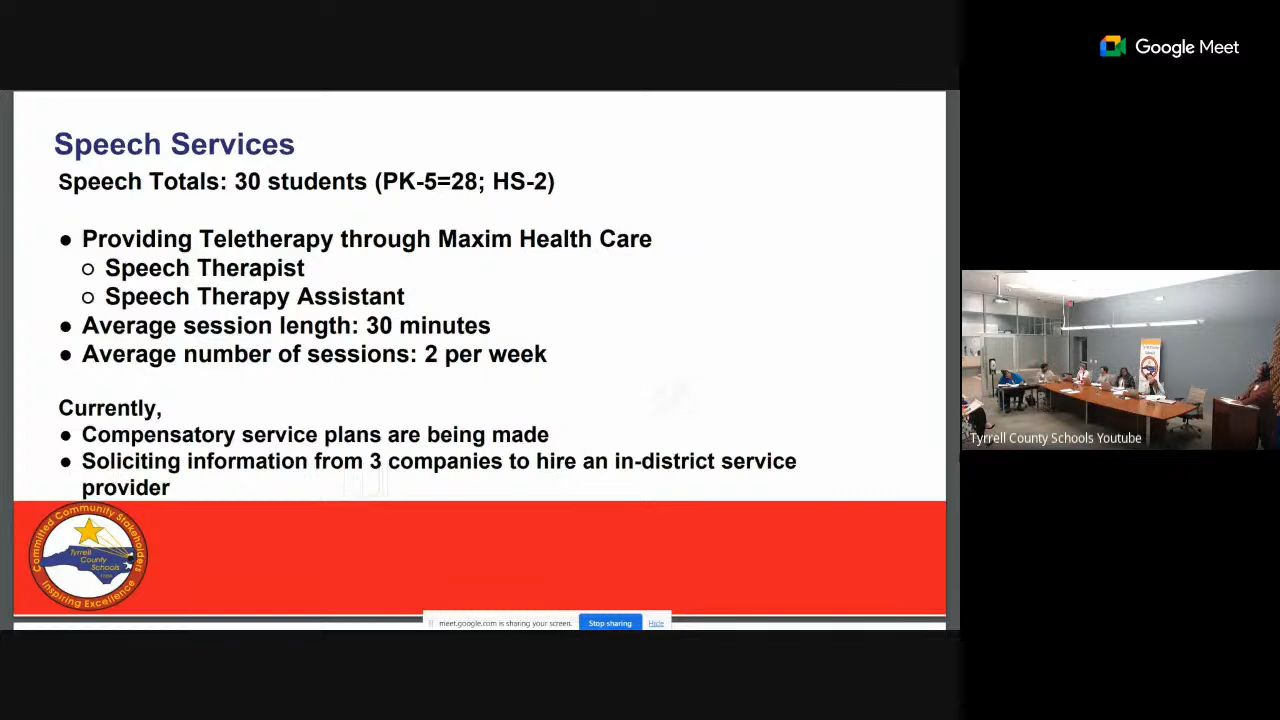 Google Meet
Speech Services
Speech Totals: 30 students (PK-5=28; HS-2)
● Providing Teletherapy through Maxim Health Care
○ Speech Therapist
○ Speech Therapy Assistant
● Average session length: 30 minutes
● Average number of sessions: 2 per week
Currently,
● Compensatory service plans are being made
● Soliciting information from 3 companies to hire an in-district service
provider
Committed Community Stakeholders
Tyrrell
County
Schools
Inspiring Excellence
meet.google.com is sharing your screen.
Stop sharing
Hide
Tyrrell County Schools Youtube